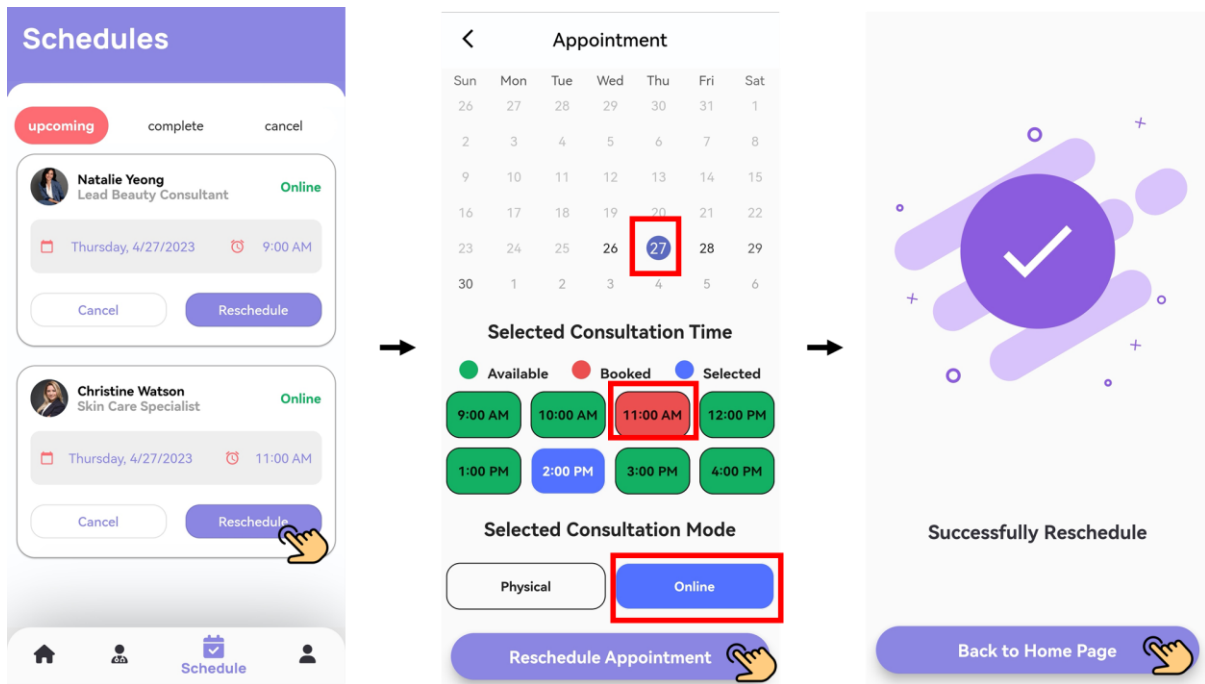 Schedules
upcoming complete cancel
Natalie Yeong
Lead Beauty Consultant
Online
Thursday, 4/27/2023 9:00 AM
Cancel Reschedule
Christine Watson
Skin Care Specialist
Online
Thursday, 4/27/2023 11:00 AM
Cancel Reschedule
Schedule
Appointment
Sun Mon Tue Wed Thu Fri Sat
26 27 28 29 30 31 1
2 3 4 5 6 7 8
9 10 11 12 13 14 15
16 17 18 19 20 21 22
23 24 25 26 27 28 29
30 1 2 3 4 5 6
Selected Consultation Time
Available Booked Selected
9:00 AM 10:00 AM 11:00 AM 12:00 PM
1:00 PM 2:00 PM 3:00 PM 4:00 PM
Selected Consultation Mode
Physical Online
Reschedule Appointment
Successfully Reschedule
Back to Home Page